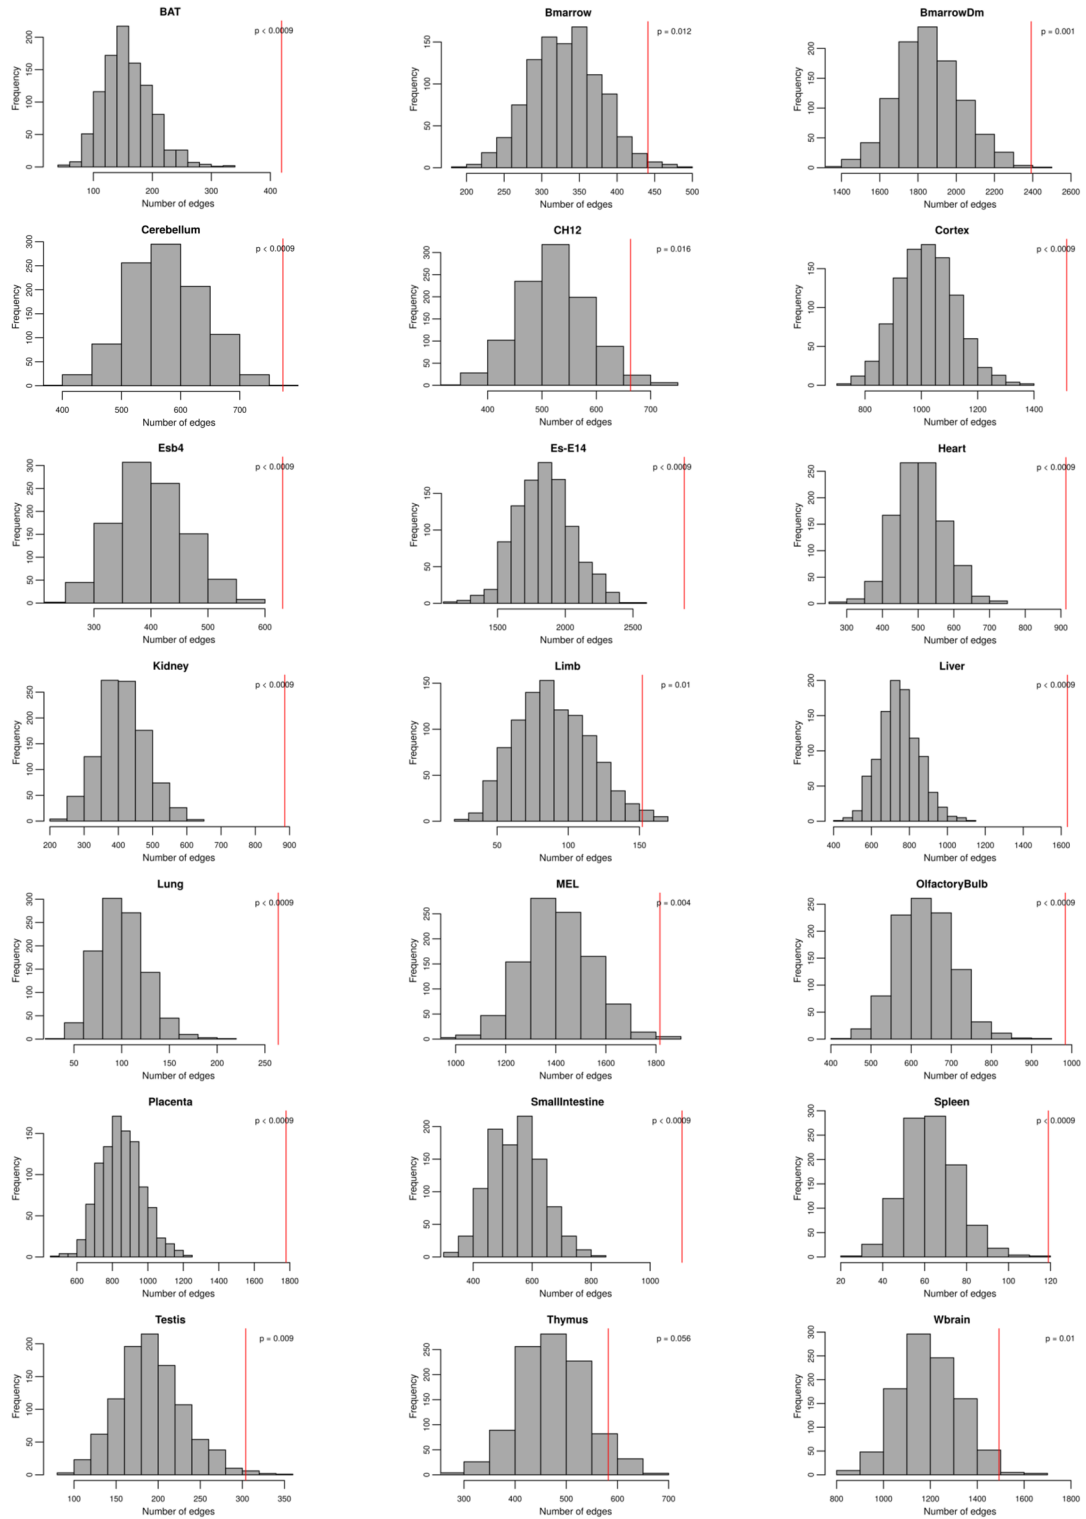 BAT
p < 0.0009
Frequency
0 50 100 150 200
100 200 300 400
Number of edges
Bmarrow
p = 0.012
Frequency
0 50 100 150
200 250 300 350 400 450 500
Number of edges
BmarrowDm
p = 0.001
Frequency
0 50 100 150 200
1400 1600 1800 2000 2200 2400 2600
Number of edges
Cerebellum
p < 0.0009
Frequency
0 50 100 150 200 250 300
400 500 600 700
Number of edges
CH12
p = 0.016
Frequency
0 50 100 150 200 250 300
400 500 600 700
Number of edges
Cortex
p < 0.0009
Frequency
0 50 100 150
800 1000 1200 1400
Number of edges
Esb4
p < 0.0009
Frequency
0 50 100 150 200 250 300
300 400 500 600
Number of edges
Es-E14
p < 0.0009
Frequency
0 50 100 150
1500 2000 2500
Number of edges
Heart
p < 0.0009
Frequency
0 50 100 150 200 250
300 400 500 600 700 800 900
Number of edges
Kidney
p < 0.0009
Frequency
0 50 100 150 200 250
200 300 400 500 600 700 800 900
Number of edges
Limb
p = 0.01
Frequency
0 50 100 150
50 100 150
Number of edges
Liver
p < 0.0009
Frequency
0 50 100 150 200
400 600 800 1000 1200 1400 1600
Number of edges
Lung
p < 0.0009
Frequency
0 50 100 150 200 250 300
50 100 150 200 250
Number of edges
MEL
p = 0.004
Frequency
0 50 100 150 200 250
1000 1200 1400 1600 1800
Number of edges
OlfactoryBulb
p < 0.0009
Frequency
0 50 100 150 200 250
400 500 600 700 800 900 1000
Number of edges
Placenta
p < 0.0009
Frequency
0 50 100 150
600 800 1000 1200 1400 1600 1800
Number of edges
SmallIntestine
p < 0.0009
Frequency
0 50 100 150 200
400 600 800 1000
Number of edges
Spleen
p < 0.0009
Frequency
0 50 100 150 200 250 300
20 40 60 80 100 120
Number of edges
Testis
p = 0.009
Frequency
0 50 100 150 200
100 150 200 250 300 350
Number of edges
Thymus
p = 0.056
Frequency
0 50 100 150 200 250
300 400 500 600 700
Number of edges
Wbrain
p = 0.01
Frequency
0 50 100 150 200 250 300
800 1000 1200 1400 1600 1800
Number of edges